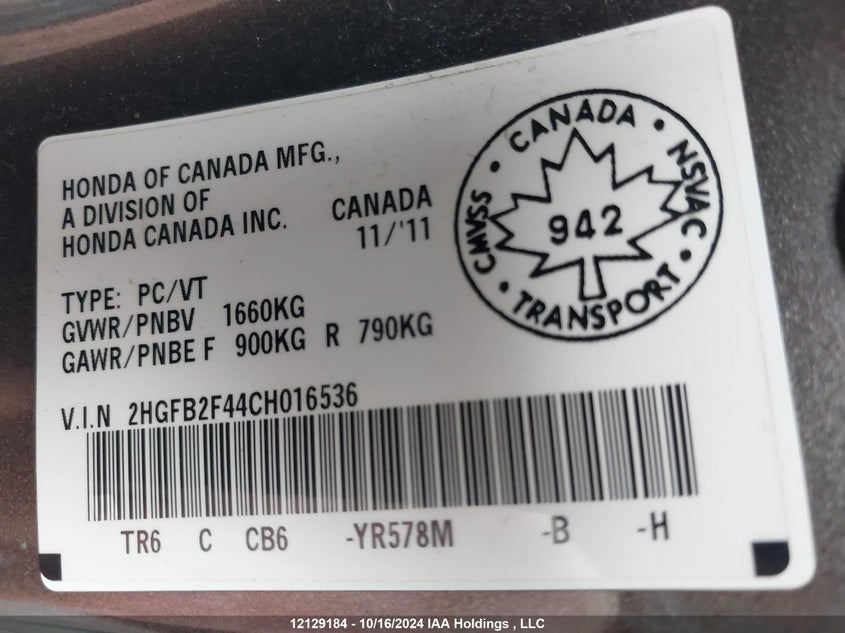 HONDA OF CANADA MFG.,
A DIVISION OF
HONDA CANADA INC.
CANADA
11/'11
TYPE: PC/VT
GVWR/PNBV 1660KG
GAWR/PNBE F 900KG R 790KG
V.I.N 2HGFB2F44CH016536
TR6 C CB6 -YR578M -B -H
CANADA • NSVAC • TRANSPORT • CMVSS •
942
12129184 - 10/16/2024 IAA Holdings , LLC